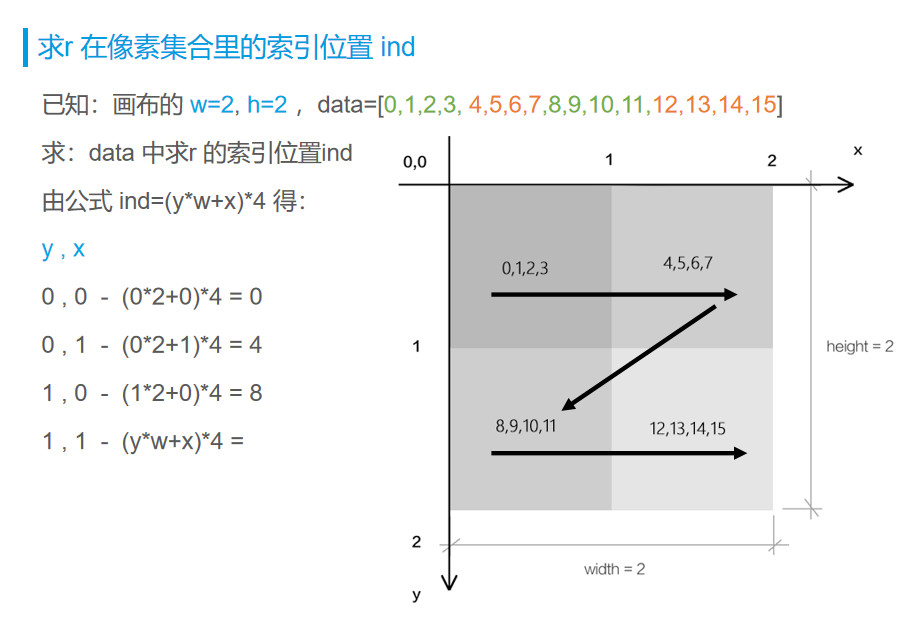 求r 在像素集合里的索引位置 ind
已知：画布的 w=2, h=2 ，data=[0,1,2,3, 4,5,6,7,8,9,10,11,12,13,14,15]
求：data 中求r 的索引位置ind
由公式 ind=(y*w+x)*4 得：
y , x
0 , 0 - (0*2+0)*4 = 0
0 , 1 - (0*2+1)*4 = 4
1 , 0 - (1*2+0)*4 = 8
1 , 1 - (y*w+x)*4 =
0,0
1
2
x
0,1,2,3
4,5,6,7
1
height = 2
8,9,10,11
12,13,14,15
2
width = 2
y